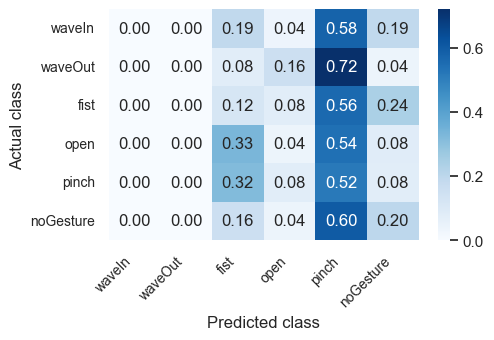 waveIn 0.00 0.00 0.19 0.04 0.58 0.19
waveOut 0.00 0.00 0.08 0.16 0.72 0.04
fist 0.00 0.00 0.12 0.08 0.56 0.24
open 0.00 0.00 0.33 0.04 0.54 0.08
pinch 0.00 0.00 0.32 0.08 0.52 0.08
noGesture 0.00 0.00 0.16 0.04 0.60 0.20
waveIn waveOut fist open pinch noGesture
Predicted class
Actual class
0.6
0.4
0.2
0.0